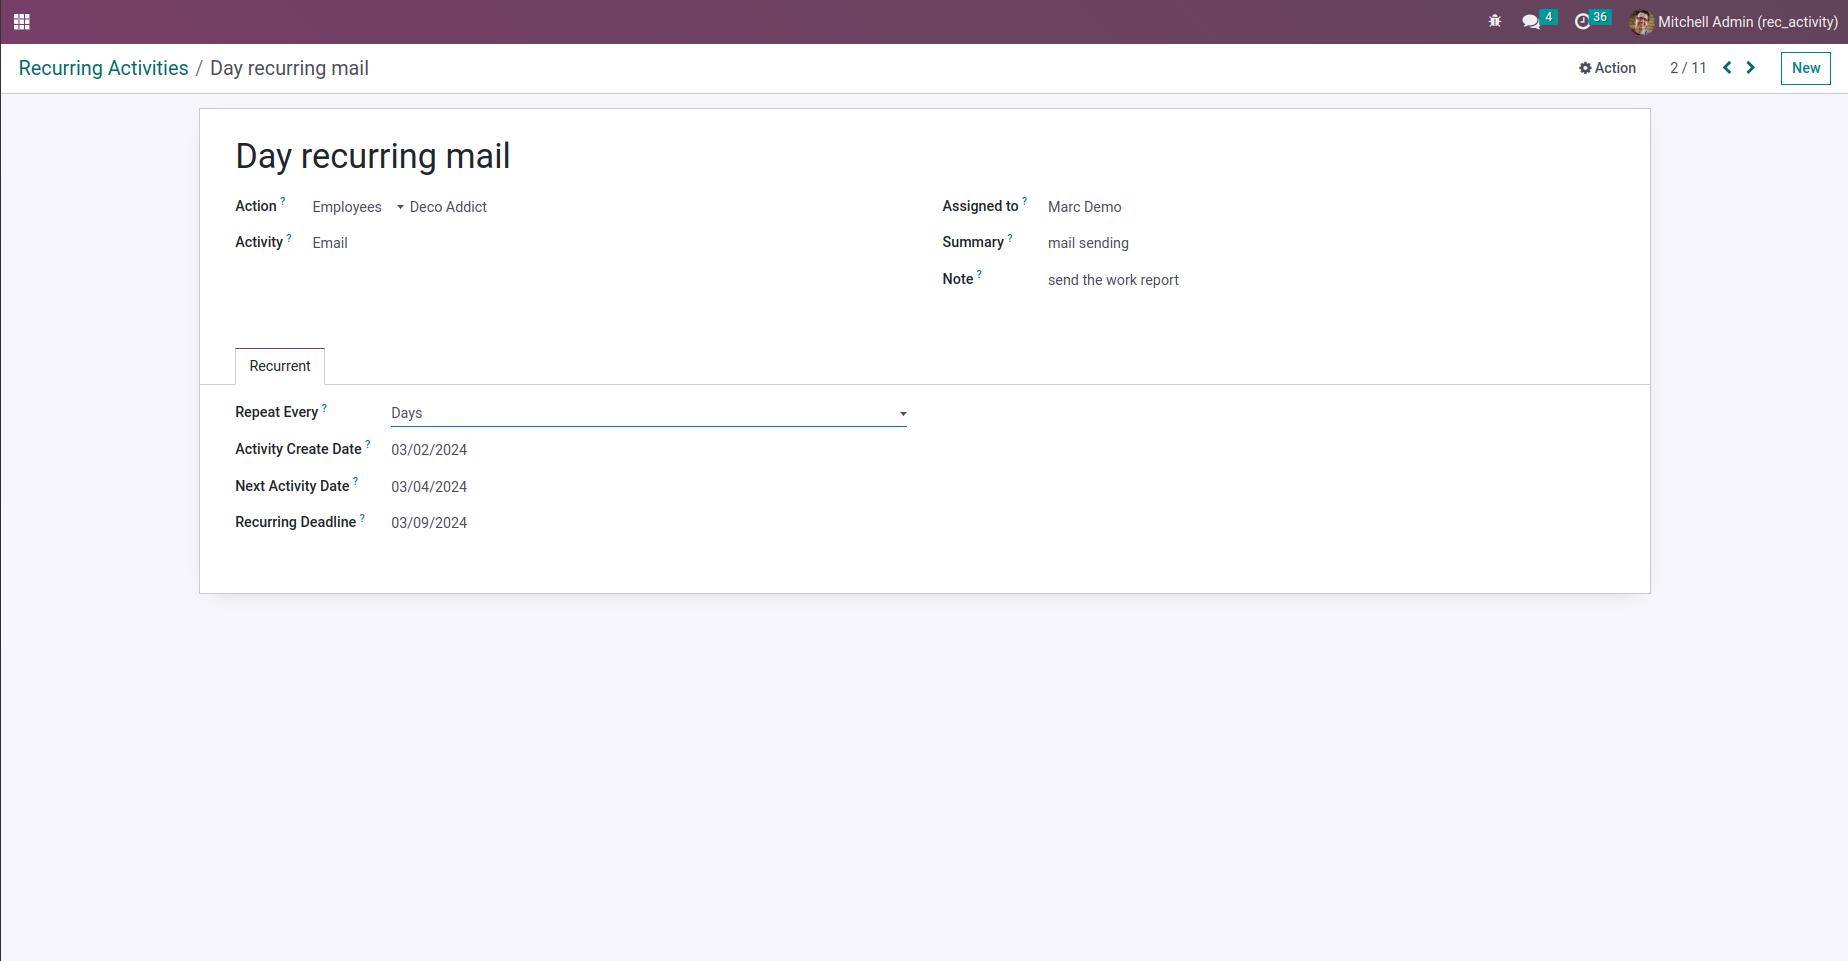 4 36 Mitchell Admin (rec_activity)
Recurring Activities / Day recurring mail Action 2 / 11 New
Day recurring mail
Action ? Employees Deco Addict Assigned to ? Marc Demo
Activity ? Email Summary ? mail sending
Note ? send the work report
Recurrent
Repeat Every ? Days
Activity Create Date ? 03/02/2024
Next Activity Date ? 03/04/2024
Recurring Deadline ? 03/09/2024